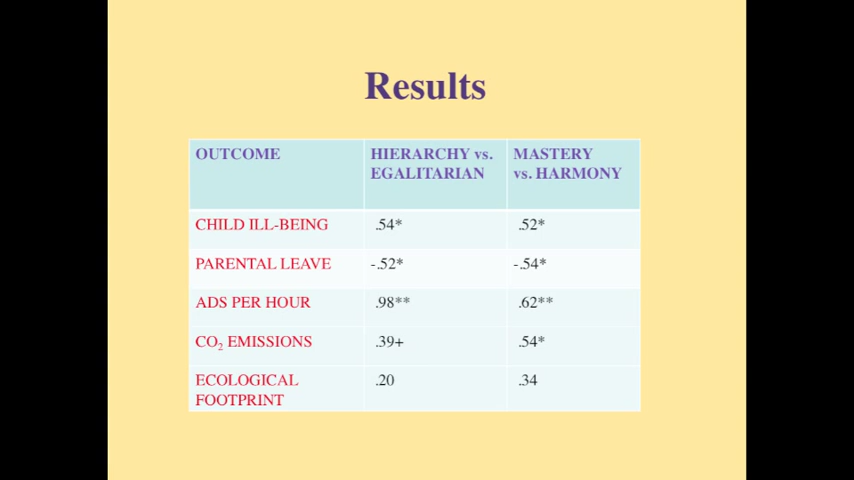 Results
OUTCOME
HIERARCHY vs.
EGALITARIAN
MASTERY
vs. HARMONY
CHILD ILL-BEING
.54*
.52*
PARENTAL LEAVE
-.52*
-.54*
ADS PER HOUR
.98**
.62**
CO₂ EMISSIONS
.39+
.54*
ECOLOGICAL
FOOTPRINT
.20
.34